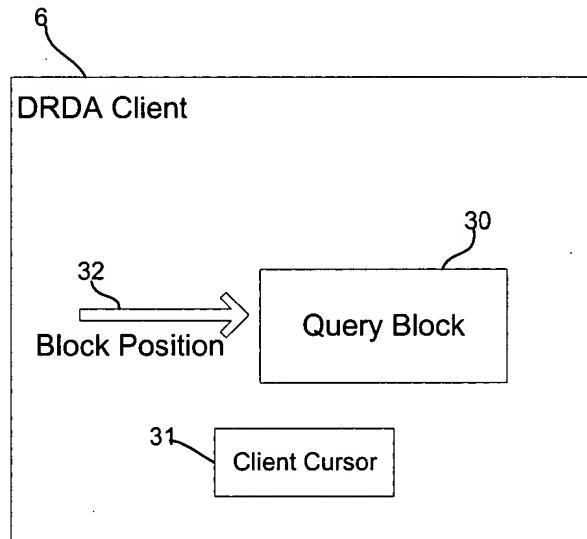 6
DRDA Client
30
32
Query Block
Block Position
31
Client Cursor